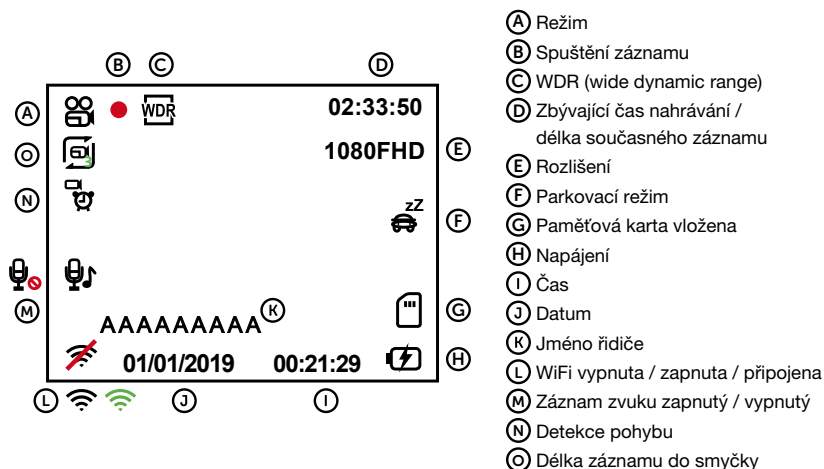 B C D
A WDR 02:33:50
O 3 1080FHD E
N zZ F
M
AAAAAAAAA K G
01/01/2019 00:21:29 H
L J I
A Režim
B Spuštění záznamu
C WDR (wide dynamic range)
D Zbývající čas nahrávání /
délka současného záznamu
E Rozlišení
F Parkovací režim
G Paměťová karta vložena
H Napájení
I Čas
J Datum
K Jméno řidiče
L WiFi vypnuta / zapnuta / připojena
M Záznam zvuku zapnutý / vypnutý
N Detekce pohybu
O Délka záznamu do smyčky